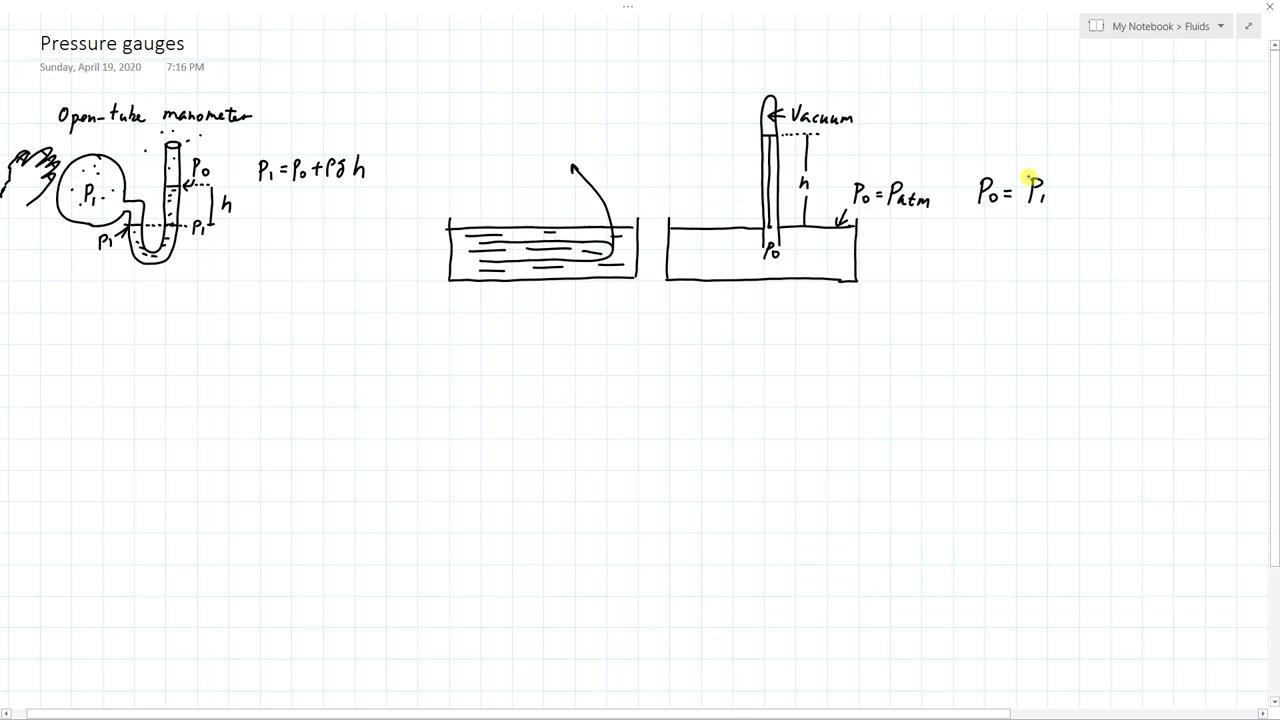 My Notebook > Fluids
Pressure gauges
Sunday, April 19, 2020 7:16 PM
Open-tube manometer
P₁
P₀
h
P₁
P₁
P₁ = P₀ + ρg h
Vacuum
h
P₀ = Patm
P₀
P₀ = P₁